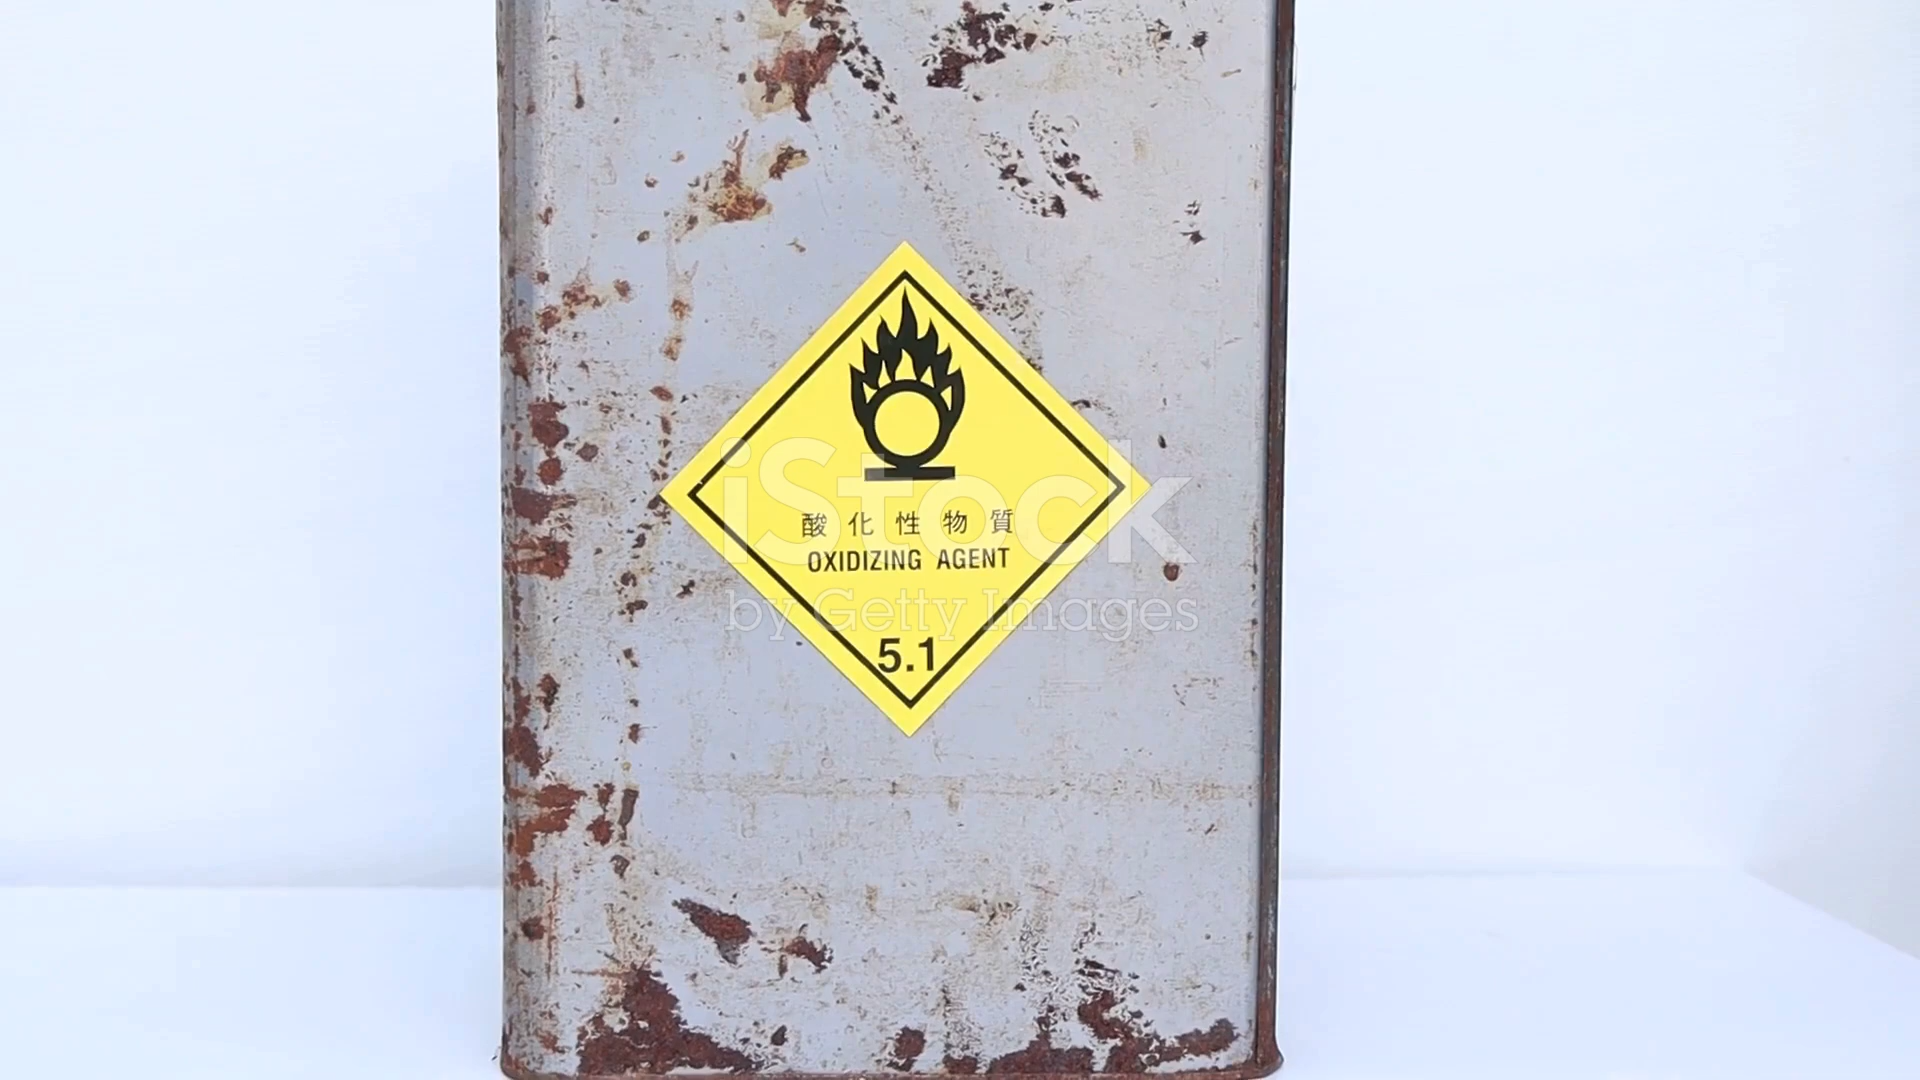 酸化性物質
OXIDIZING AGENT
5.1
iStock
by Getty Images